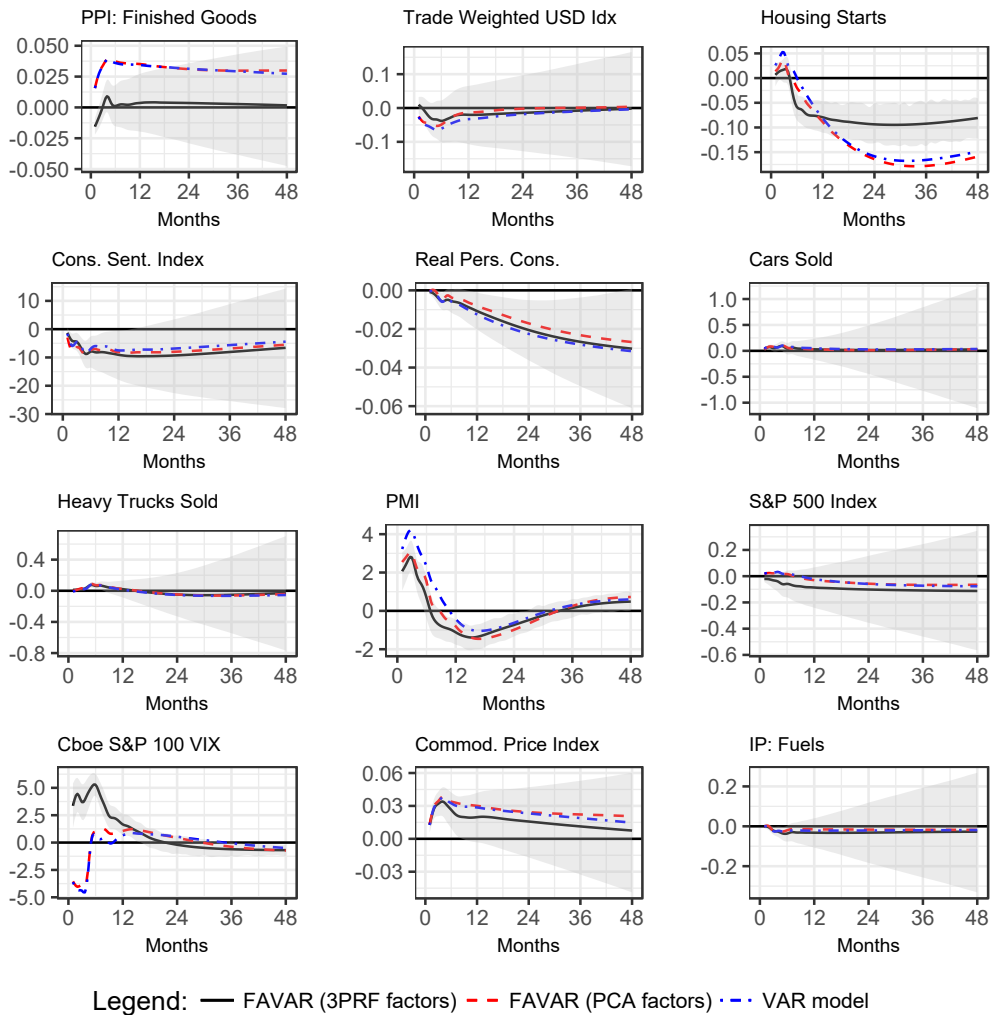 PPI: Finished Goods
0.050
0.025
0.000
-0.025
-0.050
0 12 24 36 48
Months
Trade Weighted USD Idx
0.1
0.0
-0.1
0 12 24 36 48
Months
Housing Starts
0.05
0.00
-0.05
-0.10
-0.15
0 12 24 36 48
Months
Cons. Sent. Index
10
0
-10
-20
-30
0 12 24 36 48
Months
Real Pers. Cons.
0.00
-0.02
-0.04
-0.06
0 12 24 36 48
Months
Cars Sold
1.0
0.5
0.0
-0.5
-1.0
0 12 24 36 48
Months
Heavy Trucks Sold
0.4
0.0
-0.4
-0.8
0 12 24 36 48
Months
PMI
4
2
0
-2
0 12 24 36 48
Months
S&P 500 Index
0.2
0.0
-0.2
-0.4
-0.6
0 12 24 36 48
Months
Cboe S&P 100 VIX
5.0
2.5
0.0
-2.5
-5.0
0 12 24 36 48
Months
Commod. Price Index
0.06
0.03
0.00
-0.03
0 12 24 36 48
Months
IP: Fuels
0.2
0.0
-0.2
0 12 24 36 48
Months
Legend: FAVAR (3PRF factors) FAVAR (PCA factors) VAR model